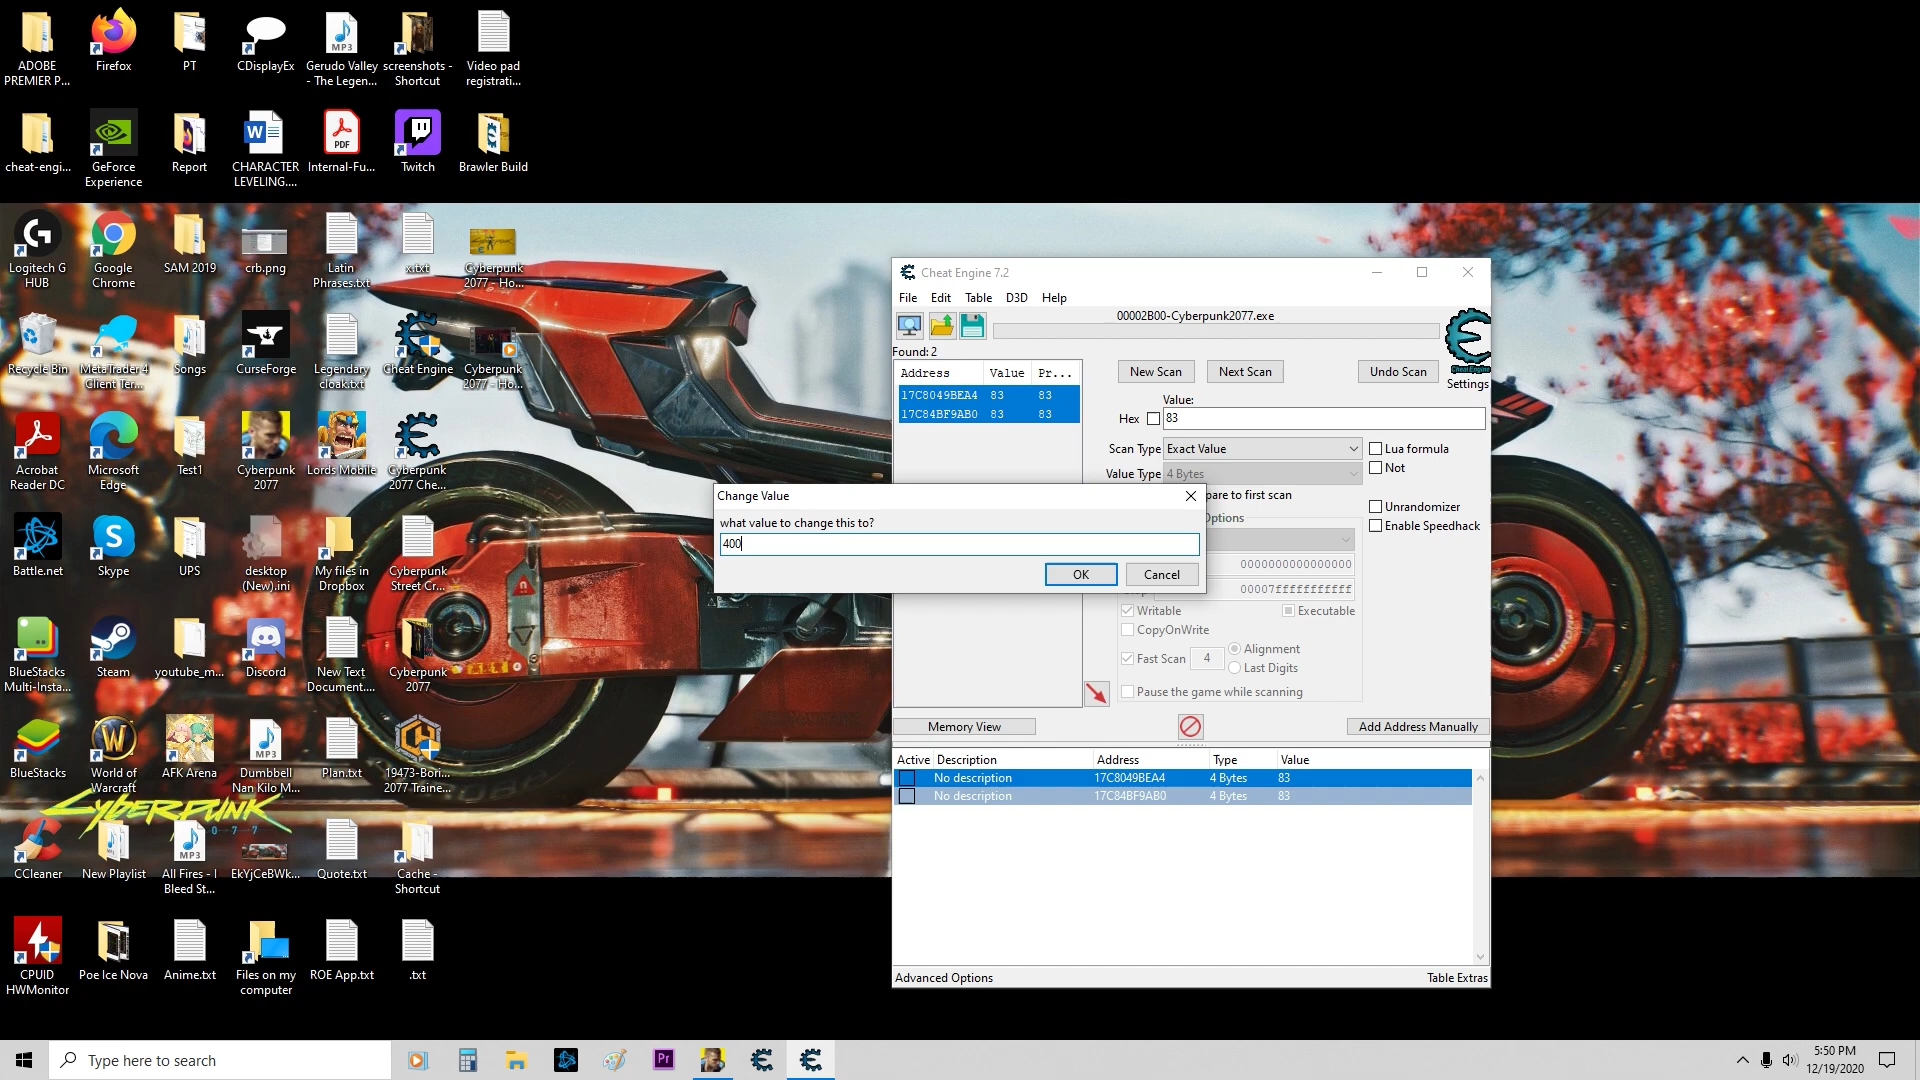 ADOBE
PREMIER P...
Firefox
PT
CDisplayEx
MP3
Gerudo Valley
- The Legen...
screenshots -
Shortcut
Video pad
registrati...
cheat-engi...
GeForce
Experience
Report
W
CHARACTER
LEVELING....
PDF
Internal-Fu...
Twitch
Brawler Build
Logitech G
HUB
Google
Chrome
SAM 2019
crb.png
Latin
Phrases.txt
x.txt
Cyberpunk
2077 - Ho...
Recycle Bin
MetaTrader 4
Client Ter...
Songs
CurseForge
Legendary
cloak.txt
Cheat Engine
Cyberpunk
2077 - Ho...
Acrobat
Reader DC
Microsoft
Edge
Test1
Cyberpunk
2077
Lords Mobile
Cyberpunk
2077 Che...
Battle.net
Skype
UPS
desktop
(New).ini
My files in
Dropbox
Cyberpunk
Street Cr...
BlueStacks
Multi-Insta...
Steam
youtube_m...
Discord
New Text
Document....
Cyberpunk
2077
BlueStacks
World of
Warcraft
AFK Arena
MP3
Dumbbell
Nan Kilo M...
Plan.txt
19473-Bori...
2077 Traine...
Cyberpunk
2077
CCleaner
New Playlist
MP3
All Fires - I
Bleed St...
EkYjCeBWk...
Quote.txt
Cache -
Shortcut
CPUID
HWMonitor
Poe Ice Nova
Anime.txt
Files on my
computer
ROE App.txt
.txt
Cheat Engine 7.2
File Edit Table D3D Help
00002B00-Cyberpunk2077.exe
Found: 2
Cheat Engine
Settings
Address Value Pr...
17C8049BEA4 83 83
17C84BF9AB0 83 83
New Scan Next Scan Undo Scan
Value:
Hex 83
Scan Type Exact Value
Lua formula
Not
Value Type 4 Bytes
pare to first scan
Unrandomizer
Enable Speedhack
Options
0000000000000000
00007fffffffffff
Writable Executable
CopyOnWrite
Fast Scan 4 Alignment
Last Digits
Pause the game while scanning
Change Value
what value to change this to?
400
OK Cancel
Memory View Add Address Manually
Active Description Address Type Value
No description 17C8049BEA4 4 Bytes 83
No description 17C84BF9AB0 4 Bytes 83
Advanced Options Table Extras
Type here to search
Pr
5:50 PM
12/19/2020